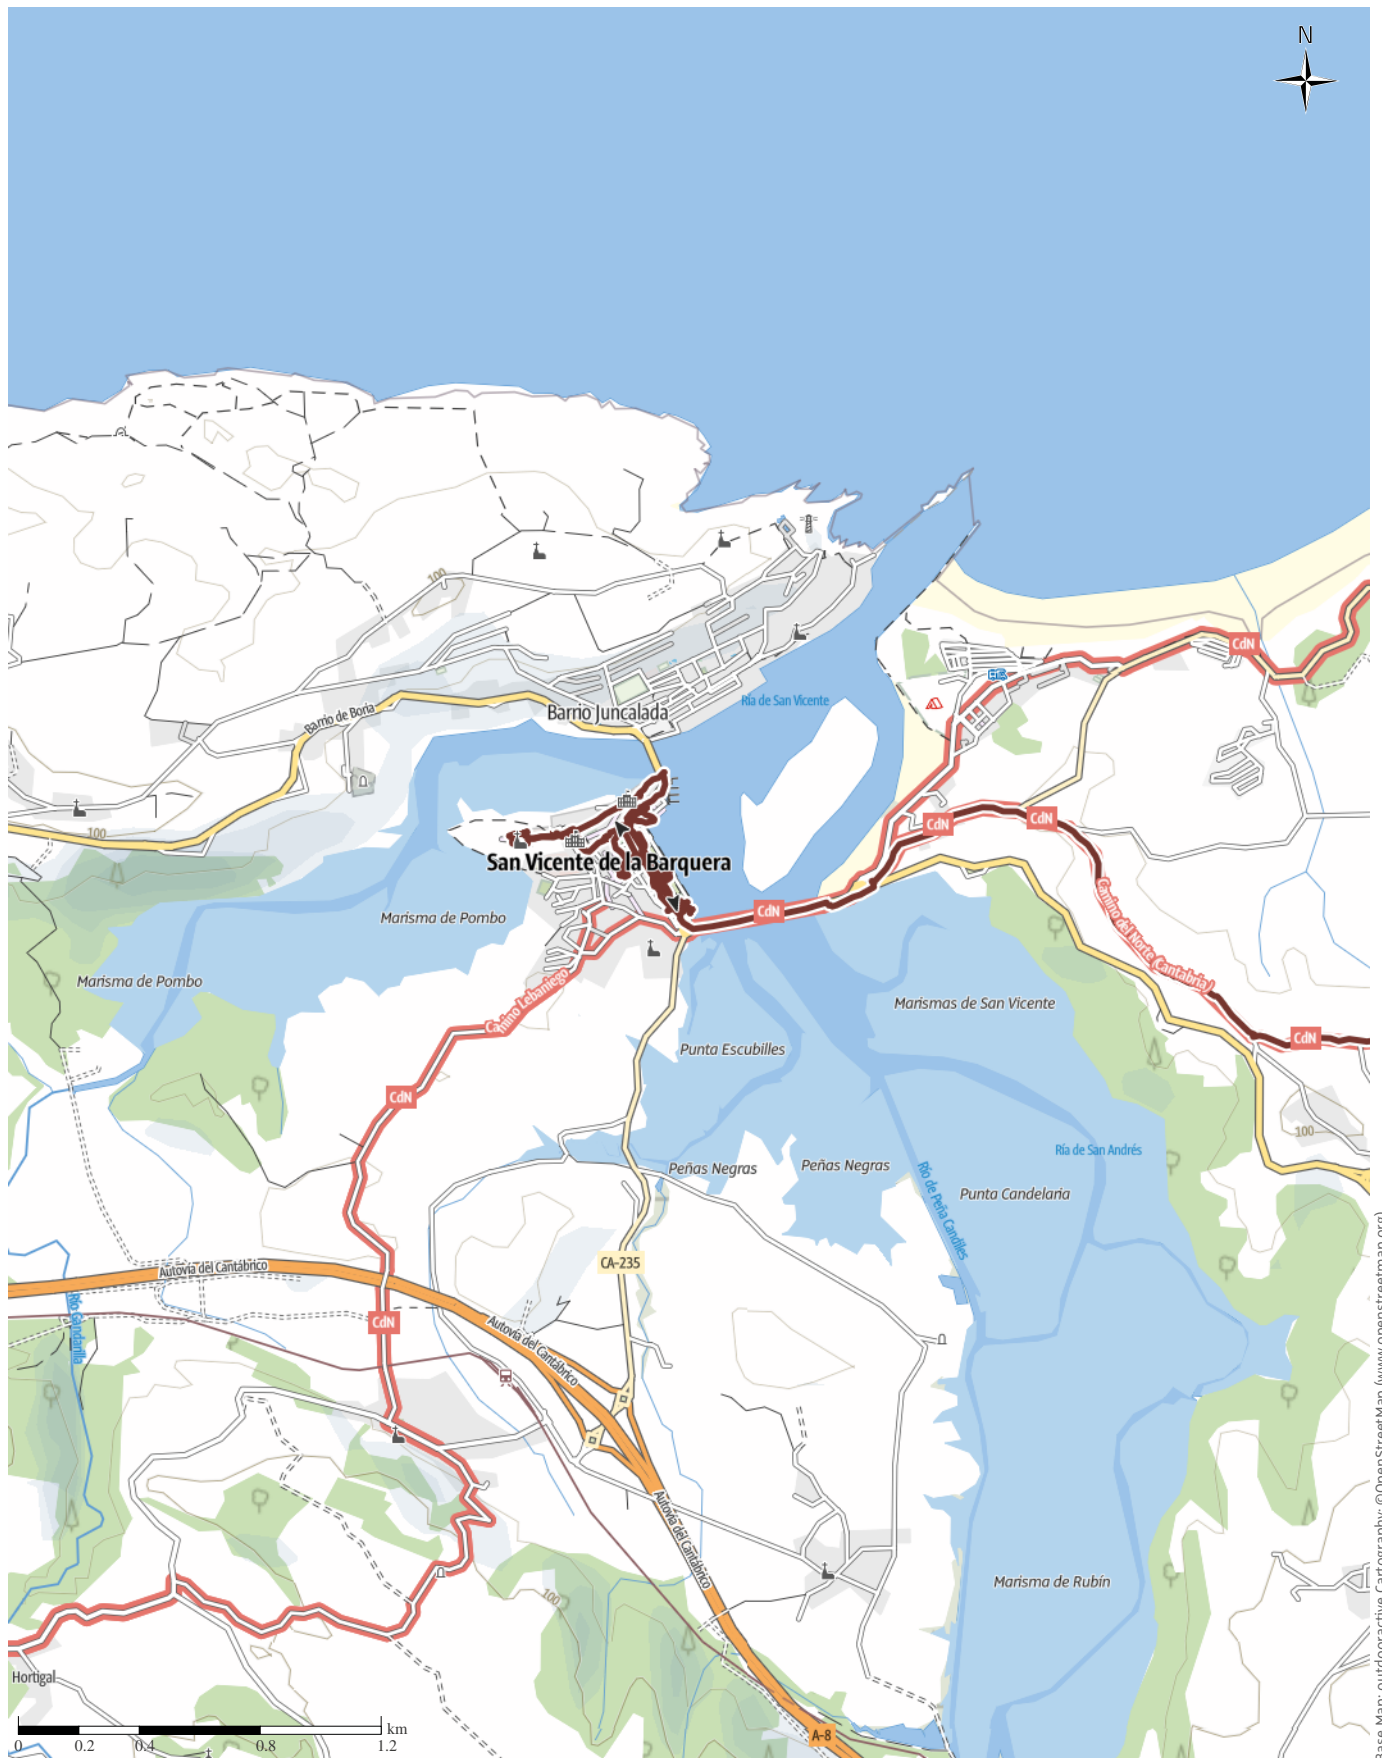 N
100
CdN
Ría de San Vicente
Barrio de Boria
Barrio Juncalada
100
CdN
CdN
San Vicente de la Barquera
CdN
Marisma de Pombo
Camino del Norte (Cantabria)
Marisma de Pombo
Camino Lebaniego
Marismas de San Vicente
CdN
Punta Escubilles
CdN
100
Ría de San Andrés
Peñas Negras
Peñas Negras
Río de Peña Candiles
Punta Candelaria
Autovía del Cantábrico
CA-235
Río Gandarilla
CdN
Autovía del Cantábrico
Autovía del Cantábrico
100
Marisma de Rubín
Hortigal
km
0 0.2 0.4 0.8 1.2
A-8
Base Map: outdooractive Cartography; ©OpenStreetMap (www.openstreetmap.org)